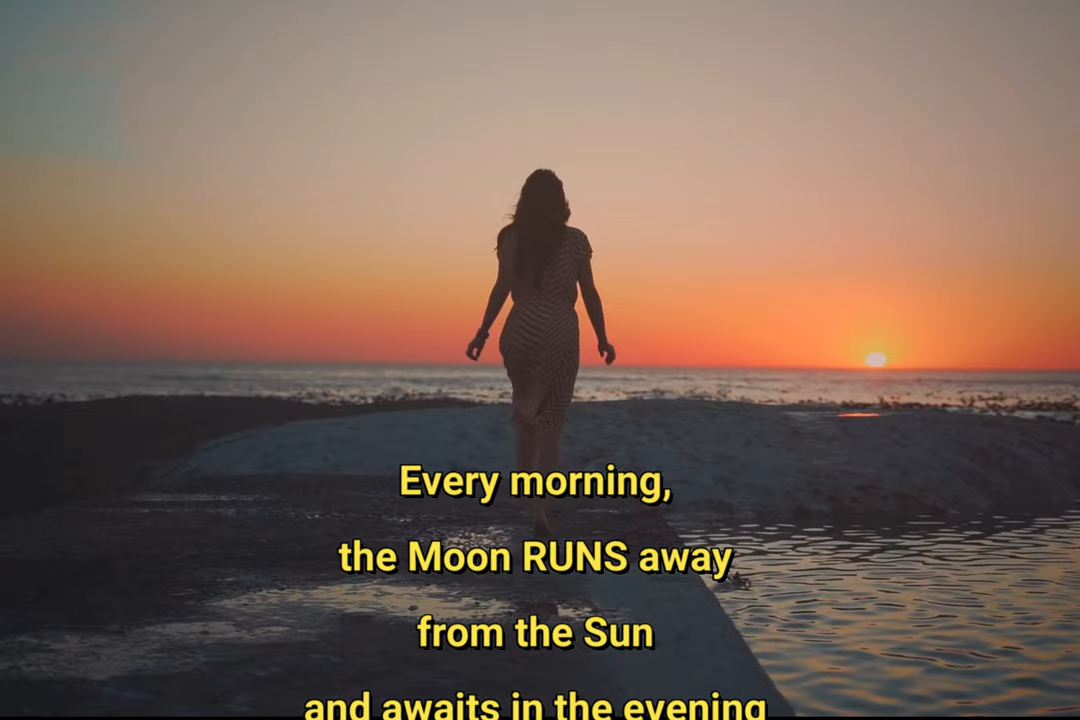 Every morning,
the Moon RUNS away
from the Sun
and awaits in the evening